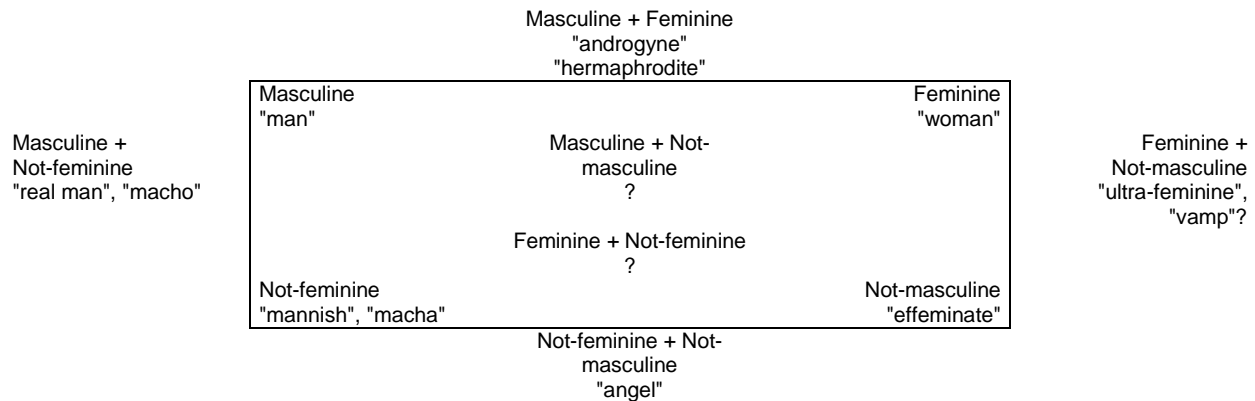 Masculine + Feminine
"androgyne"
"hermaphrodite"
Masculine
"man"
Feminine
"woman"
Masculine +
Not-feminine
"real man", "macho"
Masculine + Not-
masculine
?
Feminine +
Not-masculine
"ultra-feminine",
"vamp"?
Feminine + Not-feminine
?
Not-feminine
"mannish", "macha"
Not-masculine
"effeminate"
Not-feminine + Not-
masculine
"angel"